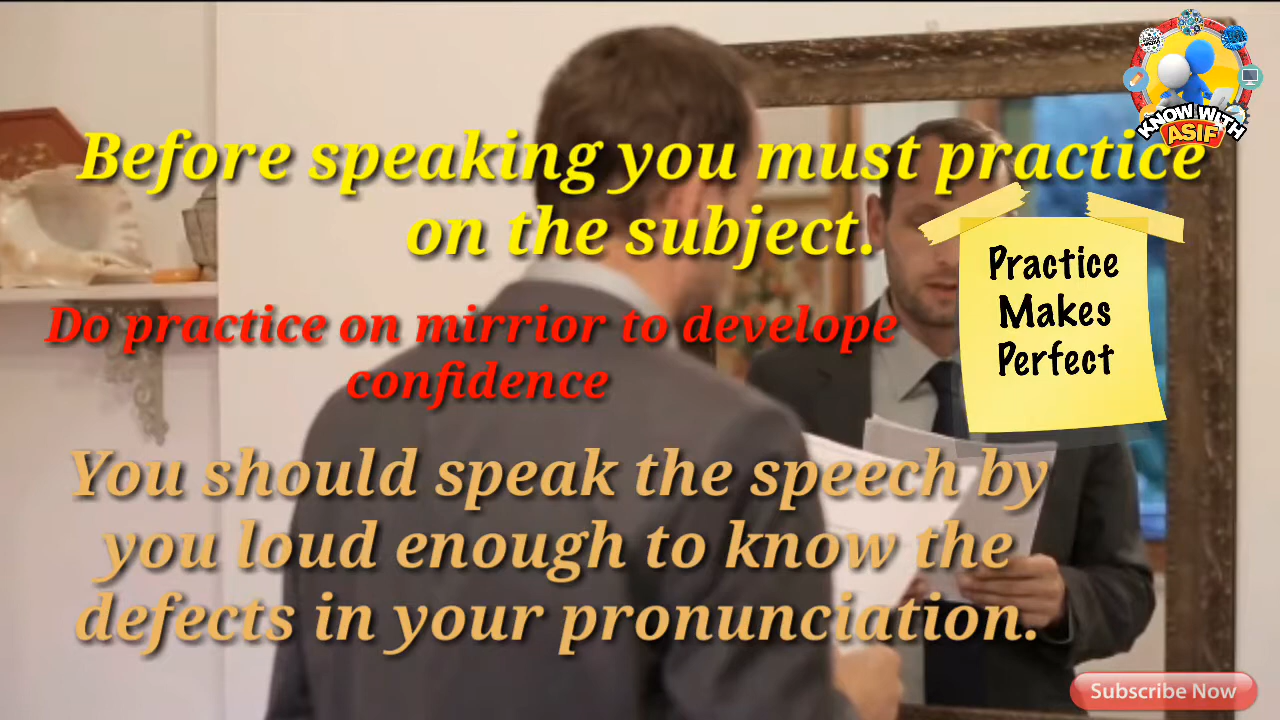 KNOW WITH
ASIF
Before speaking you must practice
on the subject.
Practice
Makes
Perfect
Do practice on mirrior to develope
confidence
You should speak the speech by
you loud enough to know the
defects in your pronunciation.
Subscribe Now